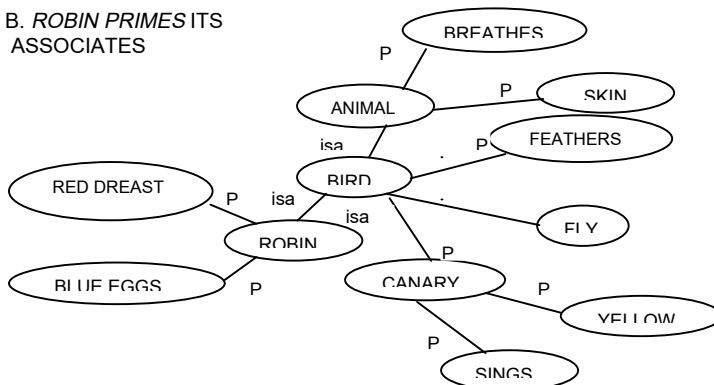 B. ROBIN PRIMES ITS
ASSOCIATES
BREATHES
P
ANIMAL
P
SKIN
isa
P
FEATHERS
BIRD
RED DREAST
P
isa
isa
ROBIN
FLY
BLUE EGGS
P
P
CANARY
P
YELLOW
P
SINGS